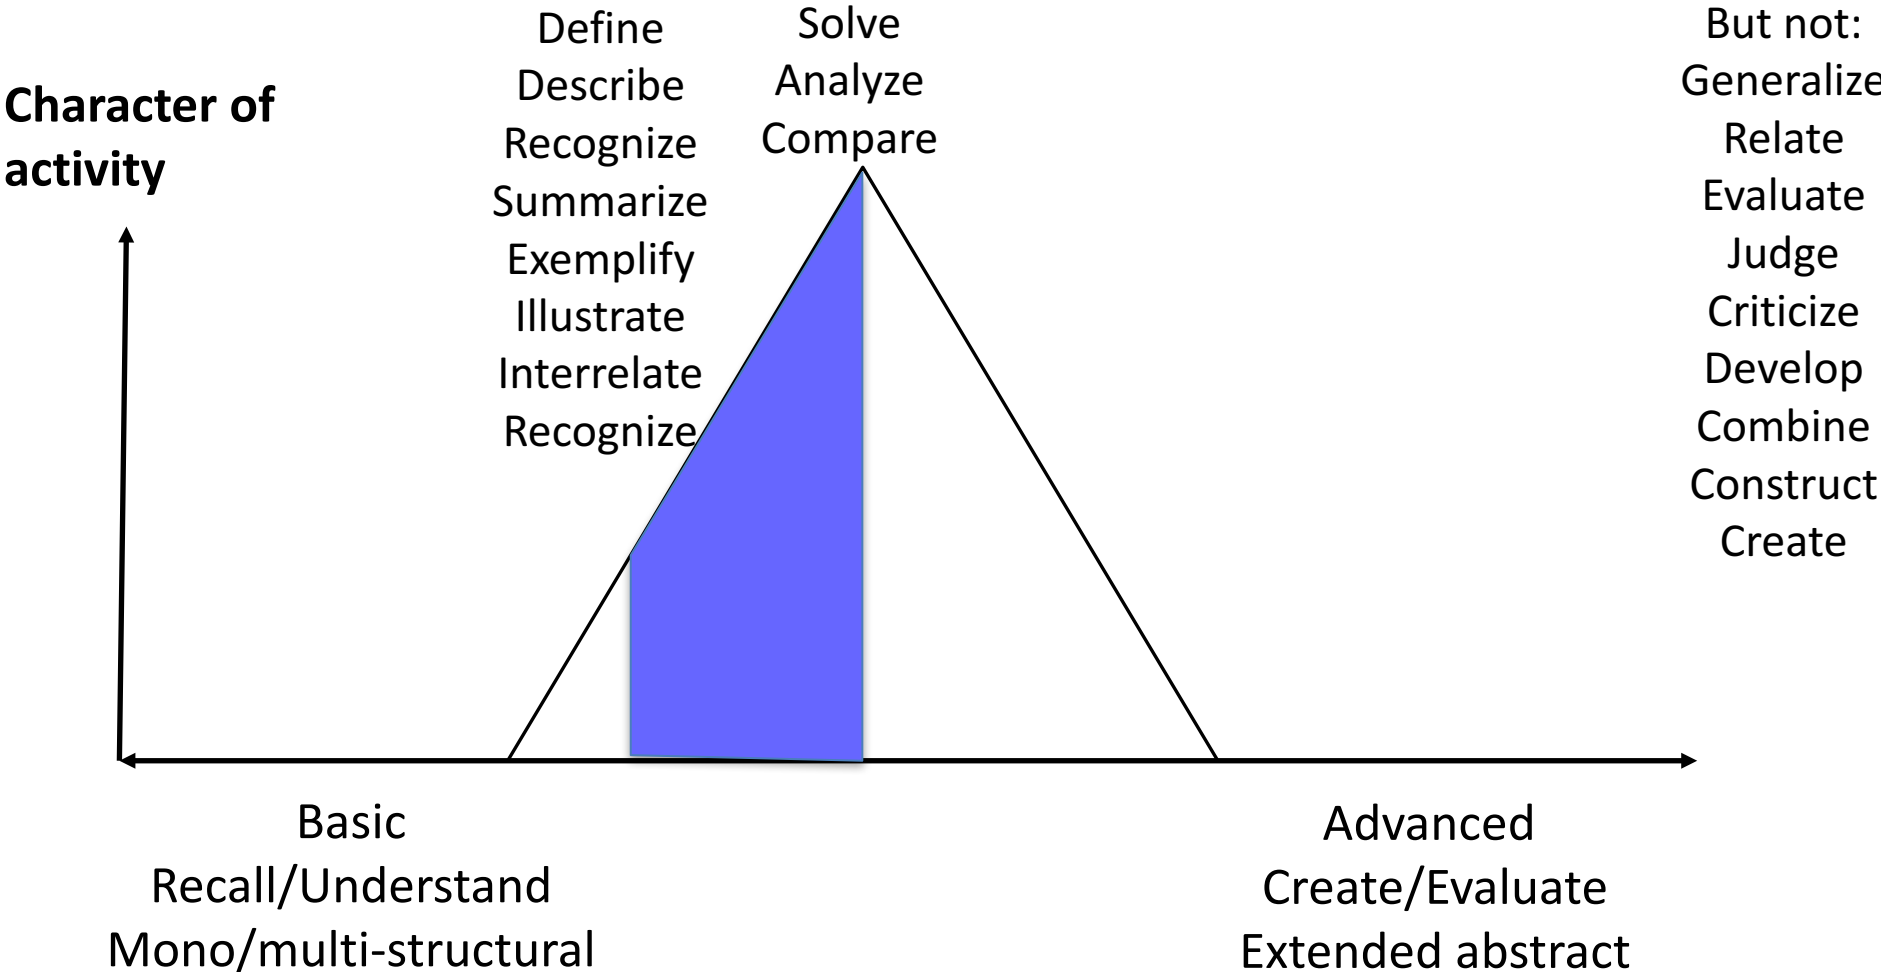 Character of
activity
Define
Describe
Recognize
Summarize
Exemplify
Illustrate
Interrelate
Recognize
Solve
Analyze
Compare
But not:
Generalize
Relate
Evaluate
Judge
Criticize
Develop
Combine
Construct
Create
Basic
Recall/Understand
Mono/multi-structural
Advanced
Create/Evaluate
Extended abstract